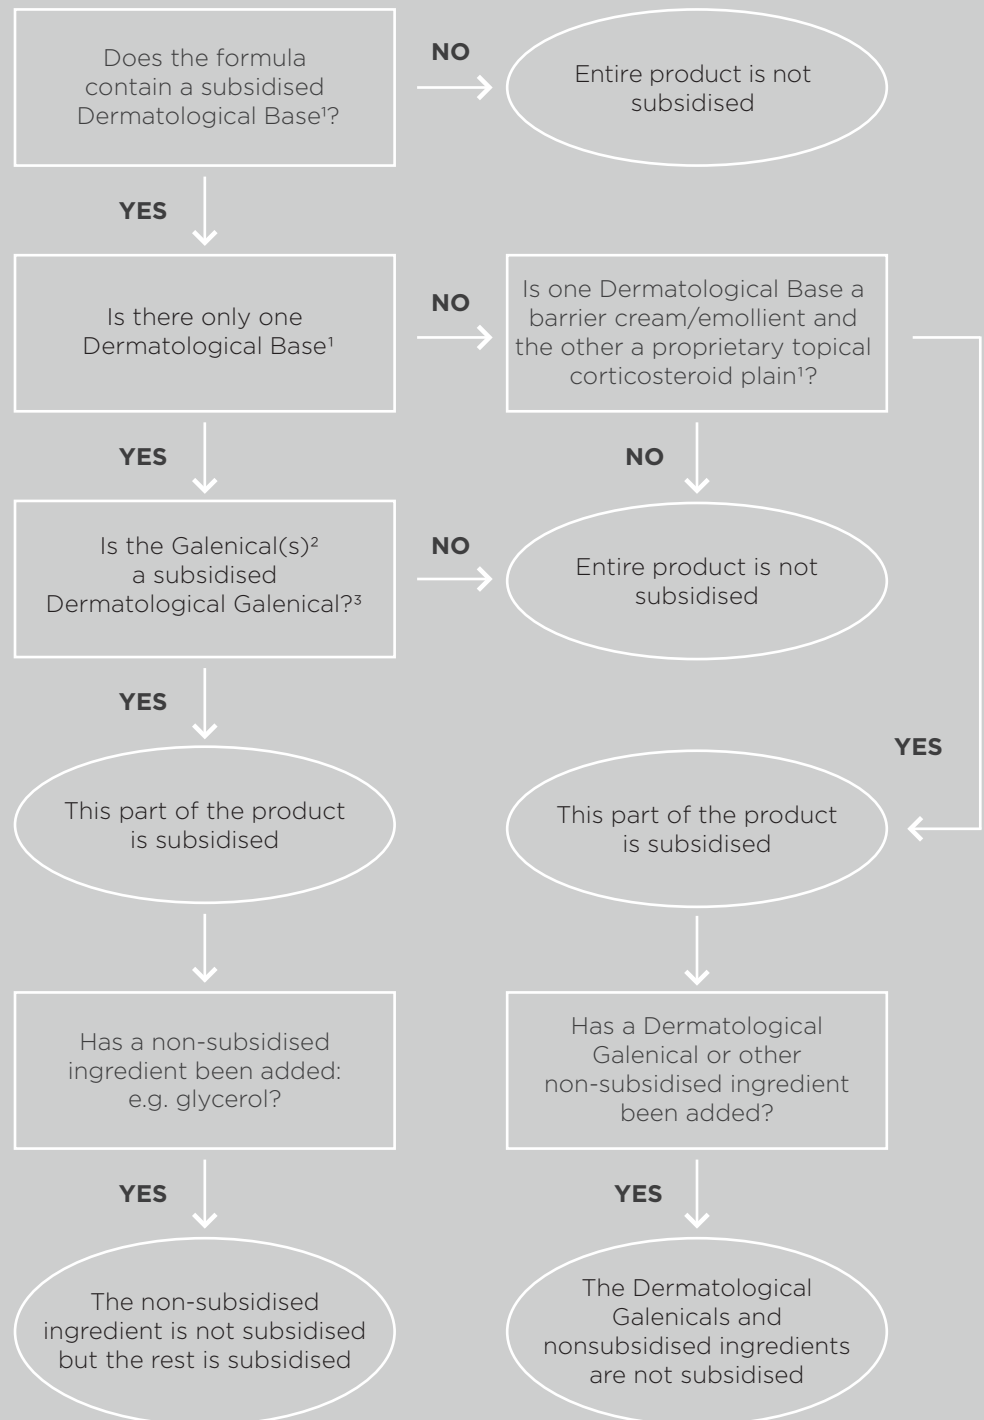 Does the formula
contain a subsidised
Dermatological Base¹?
NO
Entire product is not
subsidised
YES
Is there only one
Dermatological Base¹
NO
Is one Dermatological Base a
barrier cream/emollient and
the other a proprietary topical
corticosteroid plain¹?
YES
NO
Is the Galenical(s)²
a subsidised
Dermatological Galenical?³
NO
Entire product is not
subsidised
YES
YES
This part of the product
is subsidised
This part of the product
is subsidised
Has a non-subsidised
ingredient been added:
e.g. glycerol?
Has a Dermatological
Galenical or other
non-subsidised ingredient
been added?
YES
YES
The non-subsidised
ingredient is not subsidised
but the rest is subsidised
The Dermatological
Galenicals and
nonsubsidised ingredients
are not subsidised